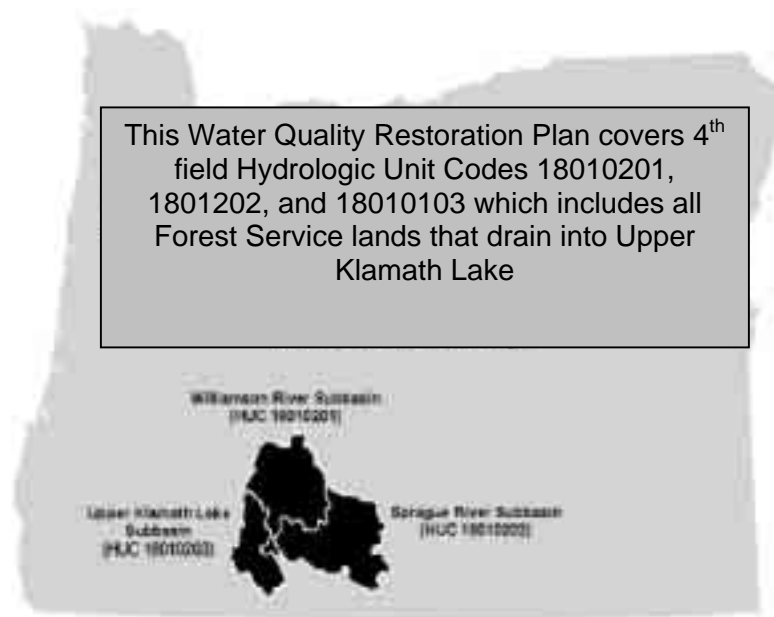 This Water Quality Restoration Plan covers 4th
field Hydrologic Unit Codes 18010201,
1801202, and 18010103 which includes all
Forest Service lands that drain into Upper
Klamath Lake
Williamson River Subbasin
(HUC 18010201)
Upper Klamath Lake
Subbasin
(HUC 18010203)
Sprague River Subbasin
(HUC 18010202)